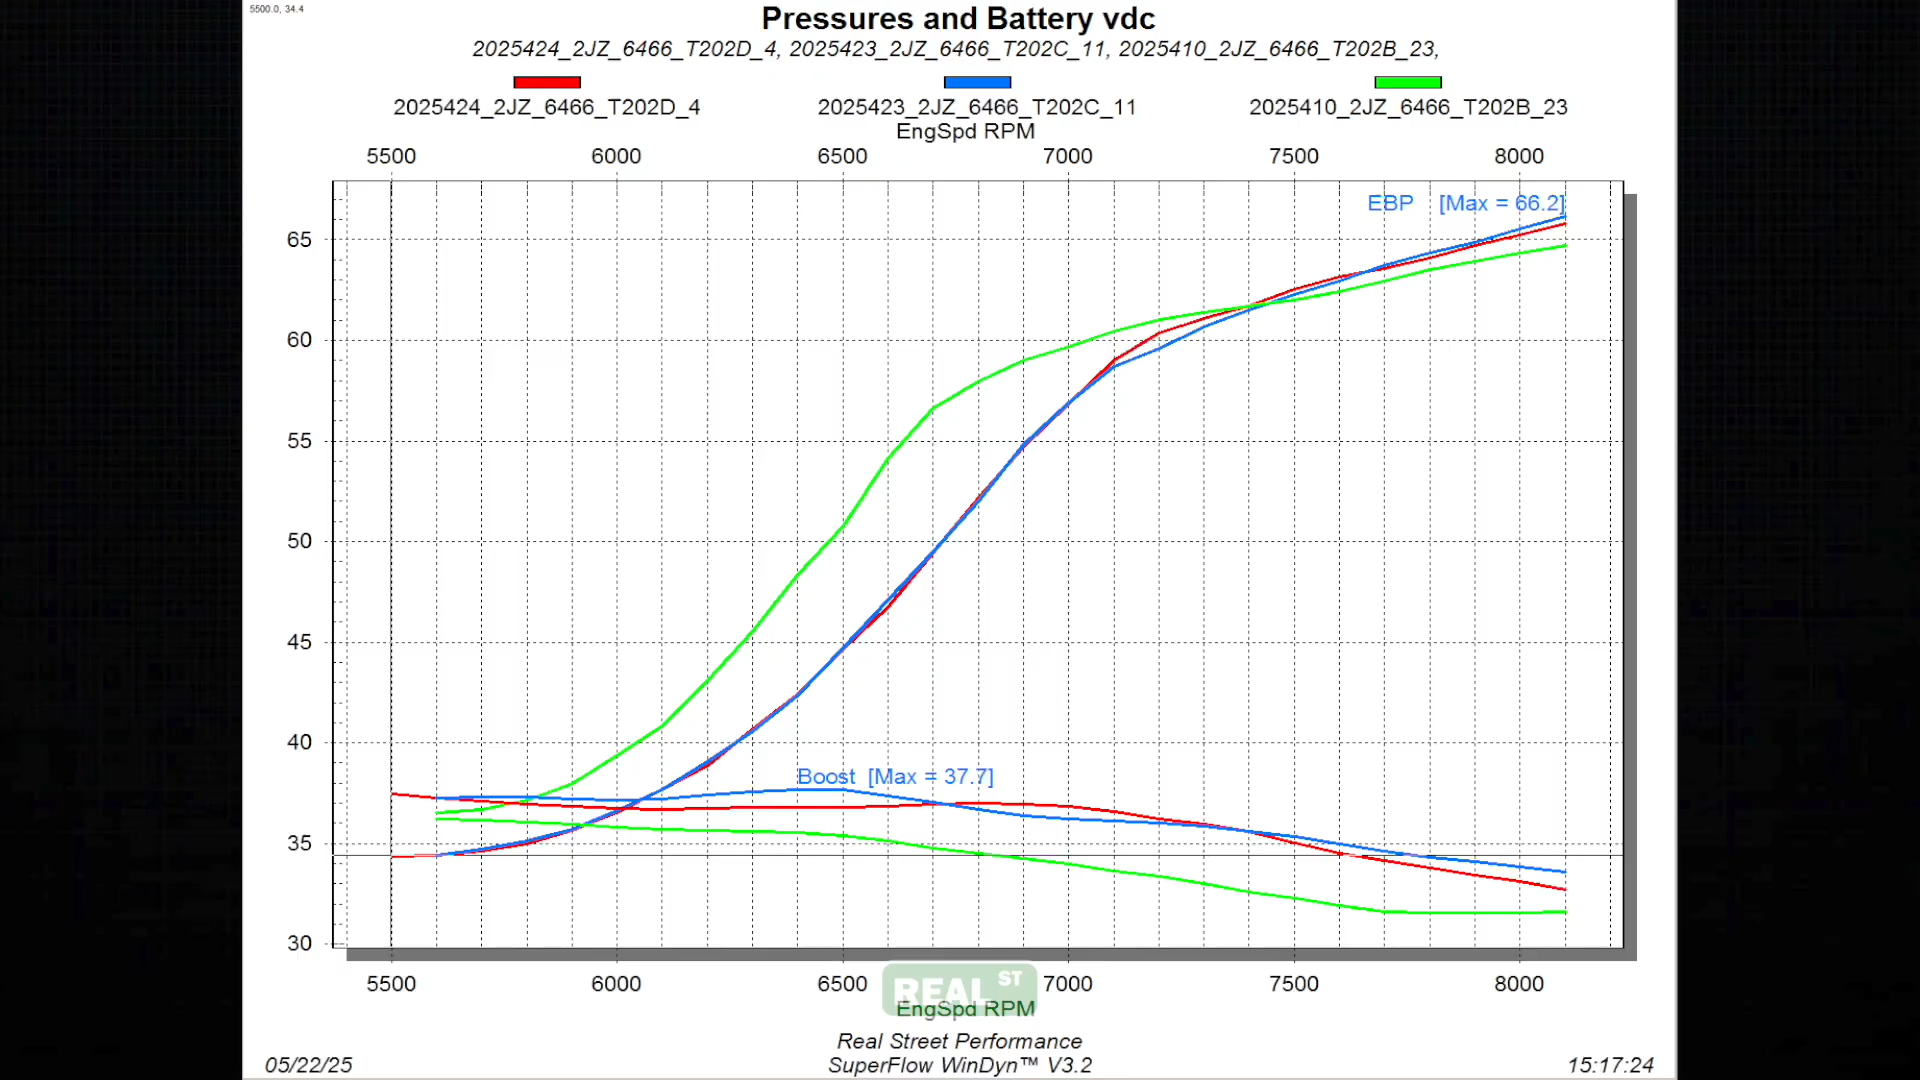 5500.0, 34.4
Pressures and Battery vdc
2025424_2JZ_6466_T202D_4, 2025423_2JZ_6466_T202C_11, 2025410_2JZ_6466_T202B_23,
2025424_2JZ_6466_T202D_4 2025423_2JZ_6466_T202C_11 2025410_2JZ_6466_T202B_23
EngSpd RPM
5500 6000 6500 7000 7500 8000
EBP [Max = 66.2]
65
60
55
50
45
40
Boost [Max = 37.7]
35
30
5500 6000 6500 7000 7500 8000
REAL ST
EngSpd RPM
Real Street Performance
05/22/25 SuperFlow WinDyn™ V3.2 15:17:24